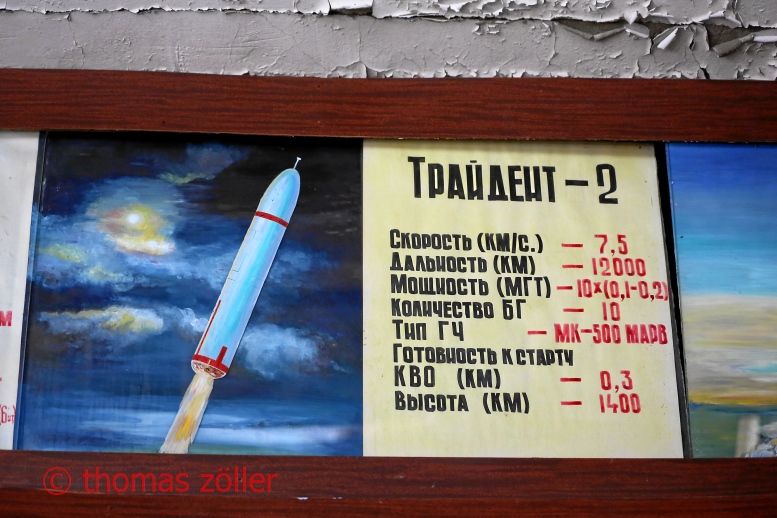 ТРАЙДЕНТ – 2
СКОРОСТЬ (КМ/С.) — 7,5
ДАЛЬНОСТЬ (КМ) — 12000
МОЩНОСТЬ (МГТ) — 10×(0,1-0,2)
КОЛИЧЕСТВО БГ — 10
ТИП ГЧ — МК-500 МАРВ
ГОТОВНОСТЬ К СТАРТУ
КВО (КМ) — 0,3
ВЫСОТА (КМ) — 1400
© thomas zöller